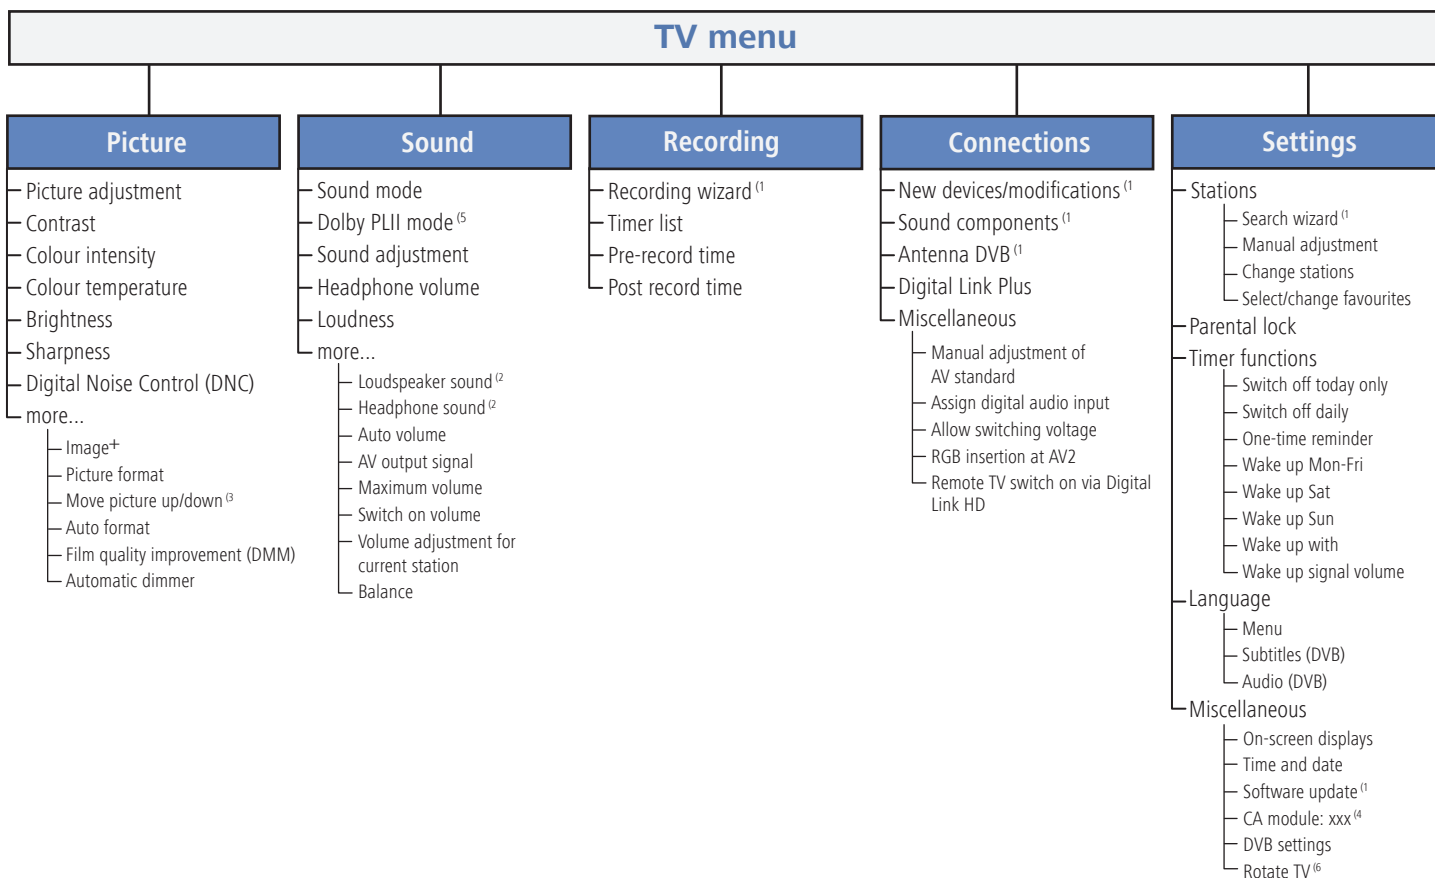 TV menu
Picture
Picture adjustment
Contrast
Colour intensity
Colour temperature
Brightness
Sharpness
Digital Noise Control (DNC)
more...
Image+
Picture format
Move picture up/down (3
Auto format
Film quality improvement (DMM)
Automatic dimmer
Sound
Sound mode
Dolby PLII mode (5
Sound adjustment
Headphone volume
Loudness
more...
Loudspeaker sound (2
Headphone sound (2
Auto volume
AV output signal
Maximum volume
Switch on volume
Volume adjustment for
current station
Balance
Recording
Recording wizard (1
Timer list
Pre-record time
Post record time
Connections
New devices/modifications (1
Sound components (1
Antenna DVB (1
Digital Link Plus
Miscellaneous
Manual adjustment of
AV standard
Assign digital audio input
Allow switching voltage
RGB insertion at AV2
Remote TV switch on via Digital
Link HD
Settings
Stations
Search wizard (1
Manual adjustment
Change stations
Select/change favourites
Parental lock
Timer functions
Switch off today only
Switch off daily
One-time reminder
Wake up Mon-Fri
Wake up Sat
Wake up Sun
Wake up with
Wake up signal volume
Language
Menu
Subtitles (DVB)
Audio (DVB)
Miscellaneous
On-screen displays
Time and date
Software update (1
CA module: xxx (4
DVB settings
Rotate TV (6